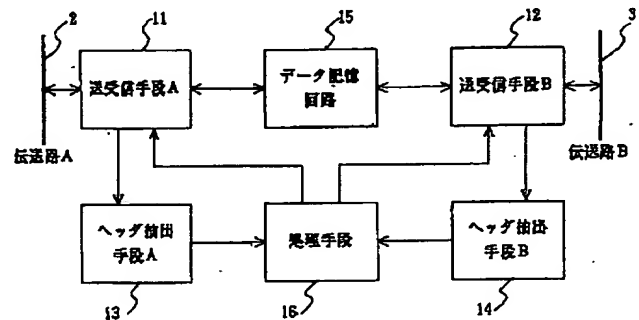 2
11
15
12
3
送受信手段A
データ記憶
回路
送受信手段B
伝送路A
伝送路B
ヘッダ抽出
手段A
処理手段
ヘッダ抽出
手段B
13
16
14